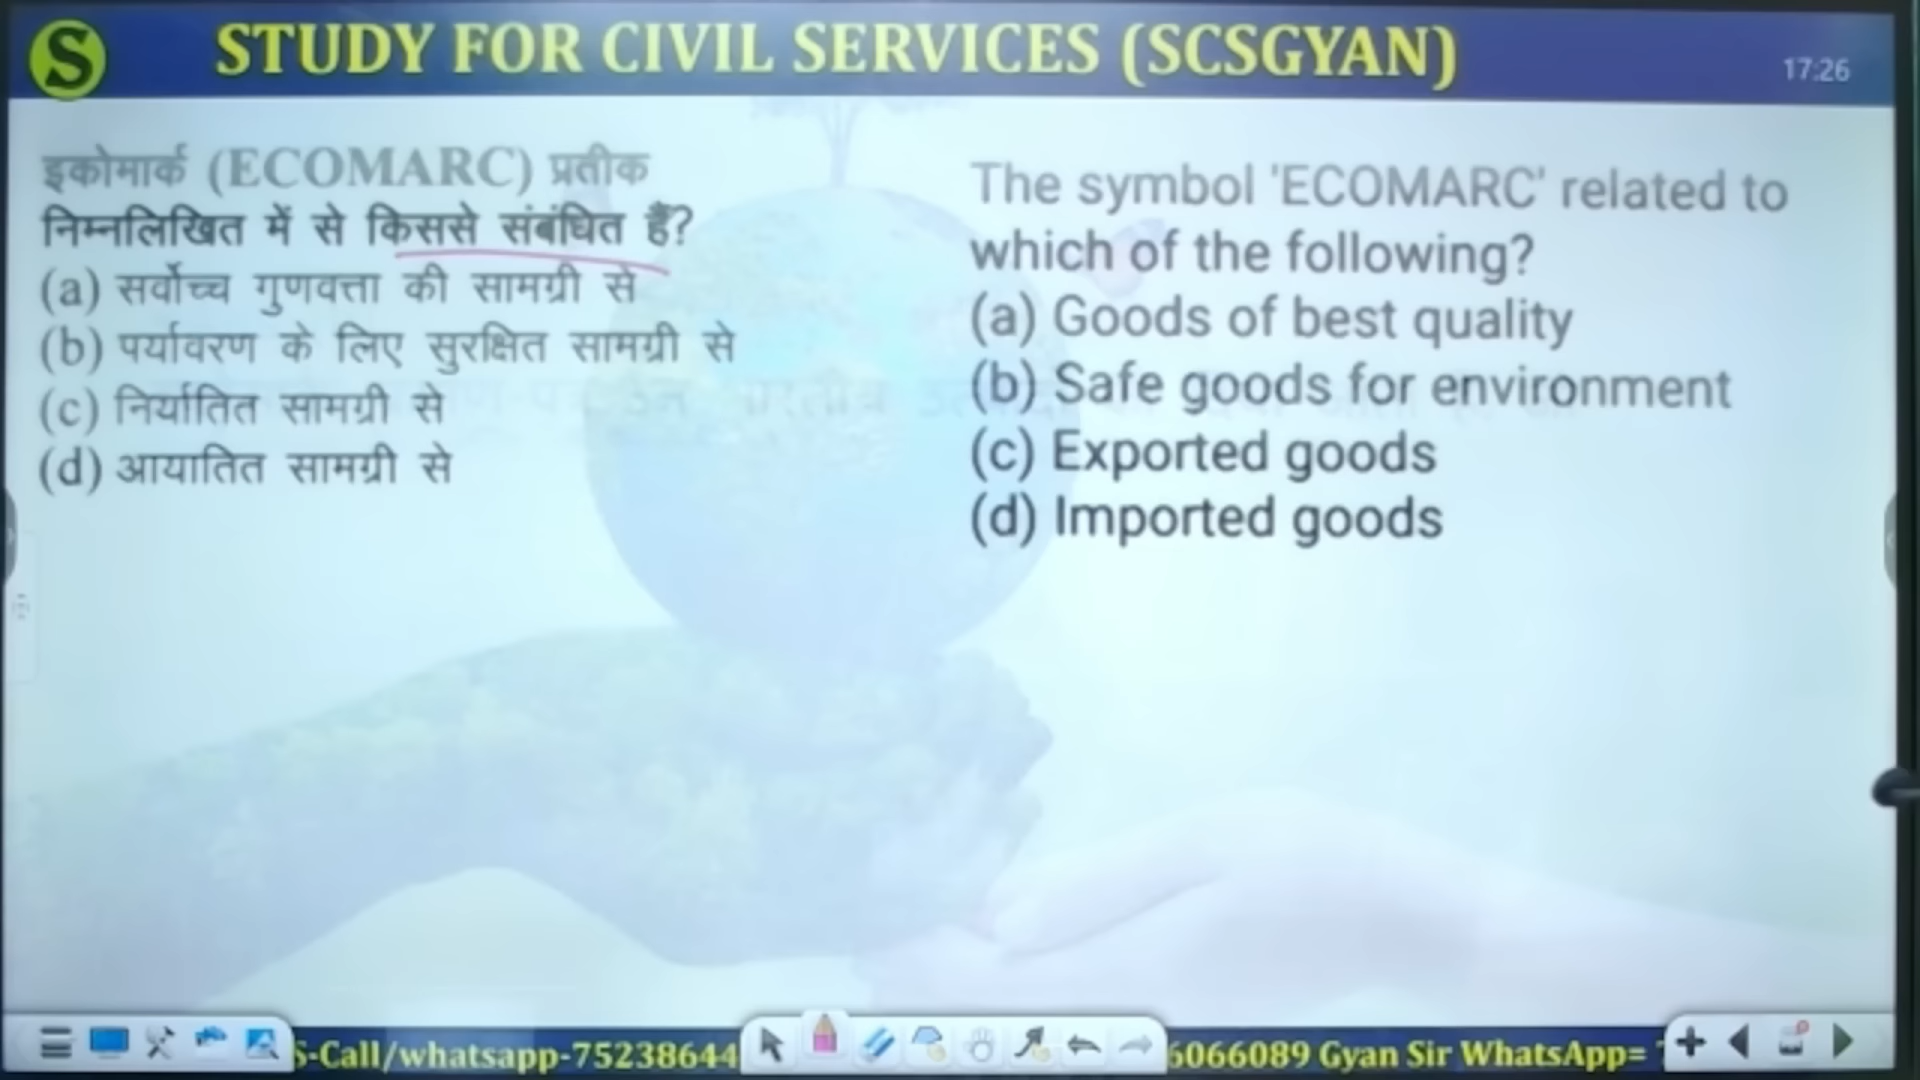 S STUDY FOR CIVIL SERVICES (SCSGYAN)
17:26
इकोमार्क (ECOMARC) प्रतीक
निम्नलिखित में से किससे संबंधित हैं?
(a) सर्वोच्च गुणवत्ता की सामग्री से
(b) पर्यावरण के लिए सुरक्षित सामग्री से
(c) निर्यातित सामग्री से
(d) आयातित सामग्री से
The symbol 'ECOMARC' related to
which of the following?
(a) Goods of best quality
(b) Safe goods for environment
(c) Exported goods
(d) Imported goods
S-Call/whatsapp-75238644
6066089 Gyan Sir WhatsApp=